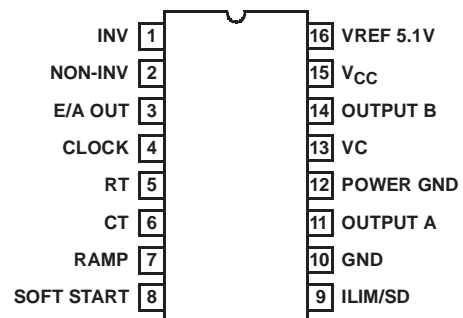 INV 1 16 VREF 5.1V
NON-INV 2 15 VCC
E/A OUT 3 14 OUTPUT B
CLOCK 4 13 VC
RT 5 12 POWER GND
CT 6 11 OUTPUT A
RAMP 7 10 GND
SOFT START 8 9 ILIM/SD